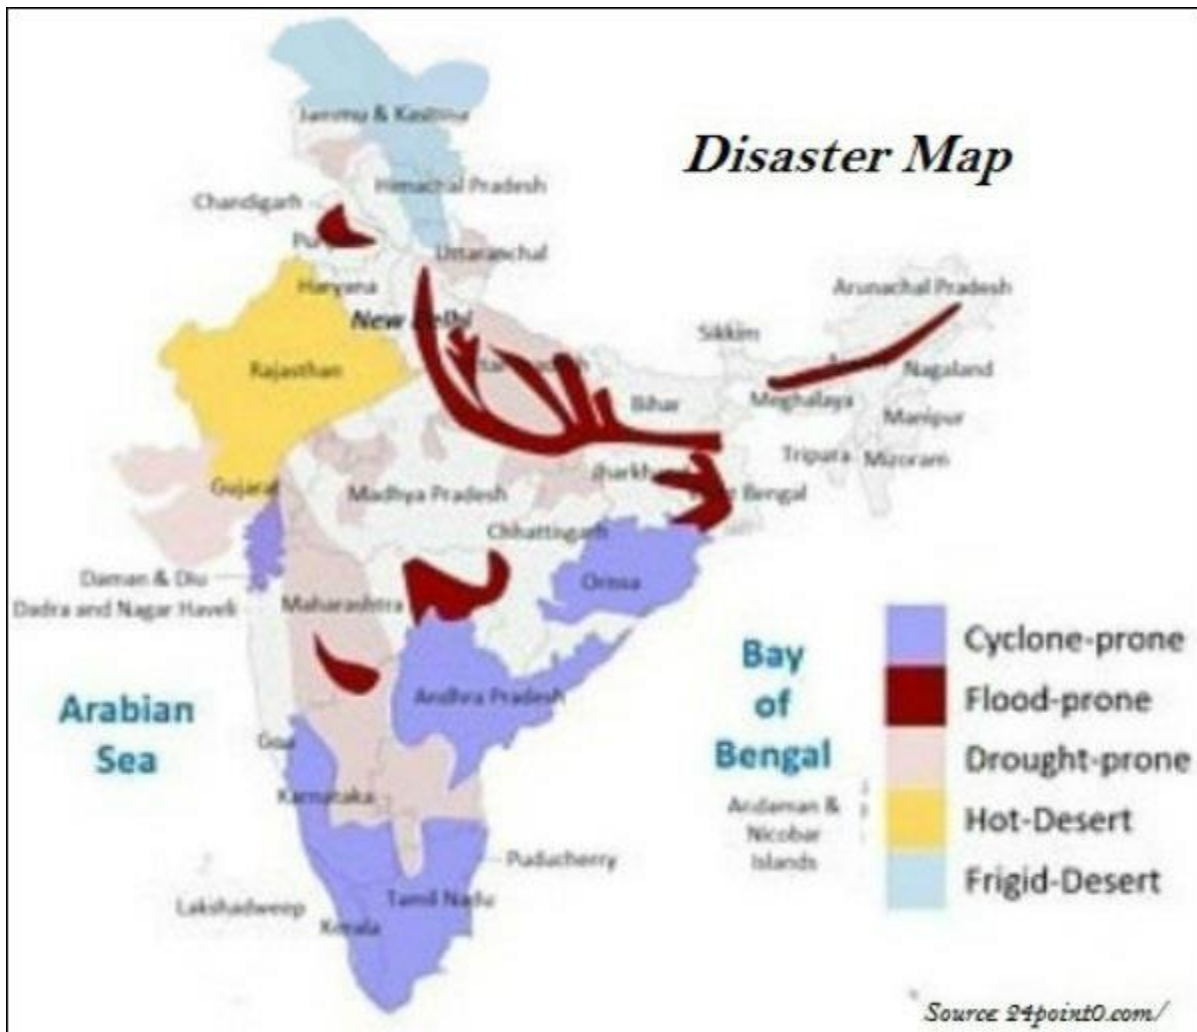 Disaster Map
Jammu & Kashmir
Himachal Pradesh
Chandigarh
Uttaranchal
Haryana
New Delhi
Arunachal Pradesh
Sikkim
Rajasthan
Nagaland
Bihar
Meghalaya
Manipur
Tripura
Mizoram
Gujarat
Madhya Pradesh
Bengal
Chhattisgarh
Daman & Diu
Orissa
Dadra and Nagar Haveli
Maharashtra
Cyclone-prone
Flood-prone
Drought-prone
Hot-Desert
Frigid-Desert
Bay
of
Bengal
Arabian
Sea
Andhra Pradesh
Goa
Karnataka
Andaman &
Nicobar
Islands
Puducherry
Tamil Nadu
Lakshadweep
Kerala
Source 24point0.com/